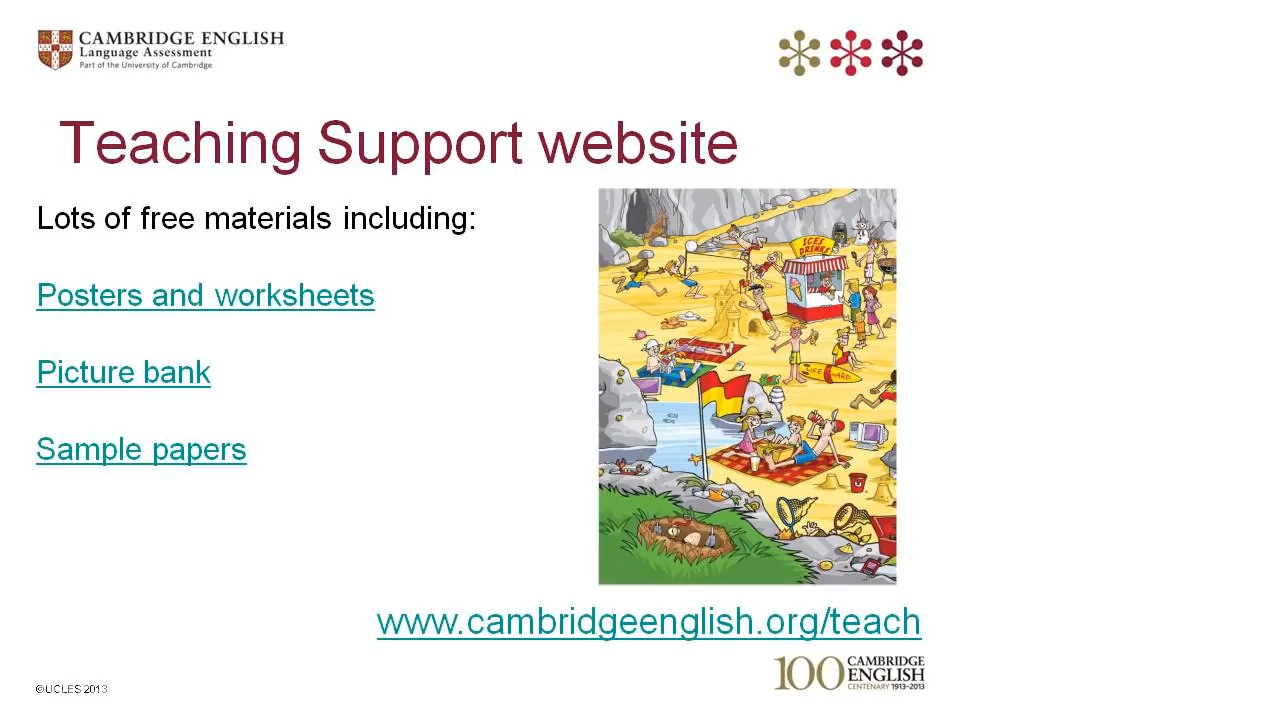 CAMBRIDGE ENGLISH
Language Assessment
Part of the University of Cambridge
Teaching Support website
Lots of free materials including:
Posters and worksheets
Picture bank
Sample papers
ICES
DRINKS
LIFE
www.cambridgeenglish.org/teach
100 CAMBRIDGE
ENGLISH
CENTENARY 1913–2013
©UCLES 2013